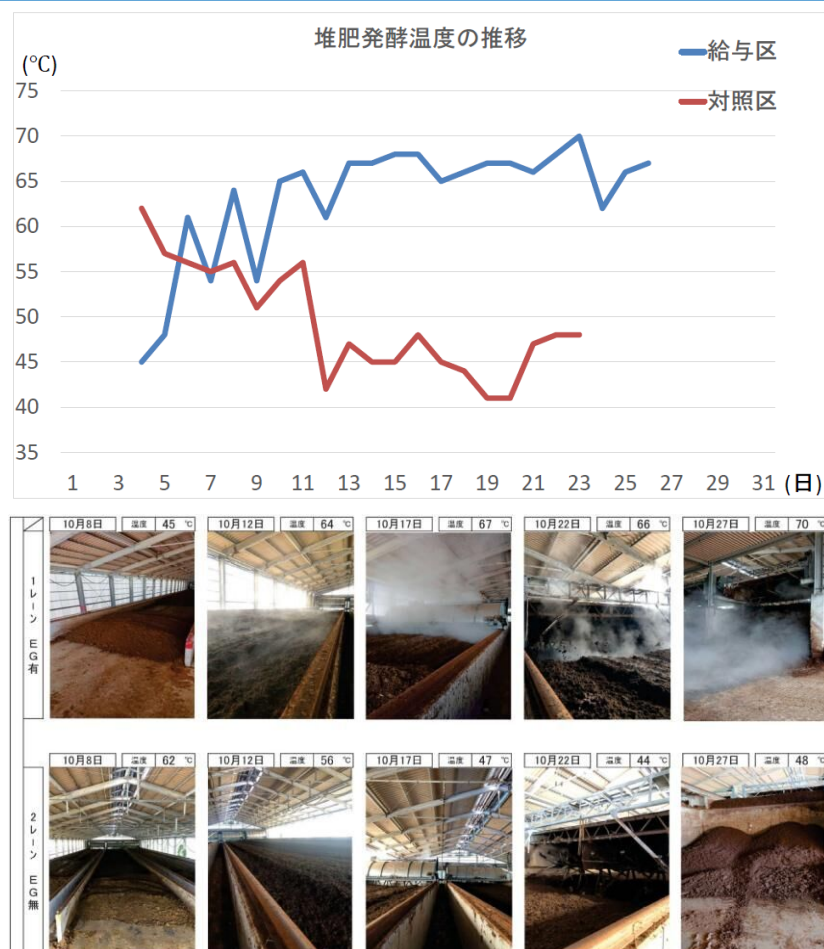 堆肥発酵温度の推移
(℃)
給与区
対照区
75
70
65
60
55
50
45
40
35
1 3 5 7 9 11 13 15 17 19 21 23 25 27 29 31 (日)
10月8日 温度 45 ℃ 10月12日 温度 64 ℃ 10月17日 温度 67 ℃ 10月22日 温度 66 ℃ 10月27日 温度 70 ℃
1レーン EG有
10月8日 温度 62 ℃ 10月12日 温度 56 ℃ 10月17日 温度 47 ℃ 10月22日 温度 44 ℃ 10月27日 温度 48 ℃
2レーン EG無